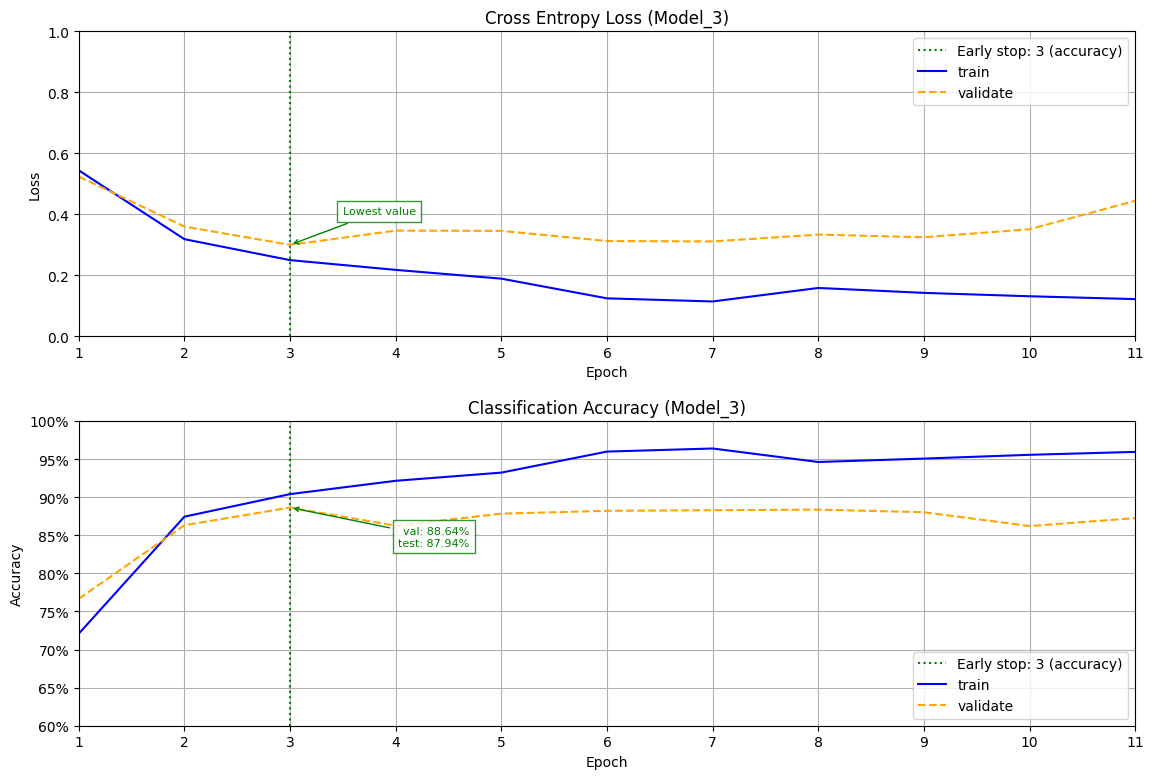 Cross Entropy Loss (Model_3)
1.0
0.8
0.6
0.4
0.2
0.0
Loss
Early stop: 3 (accuracy)
train
validate
Lowest value
1 2 3 4 5 6 7 8 9 10 11
Epoch
Classification Accuracy (Model_3)
100%
95%
90%
85%
80%
75%
70%
65%
60%
Accuracy
val: 88.64%
test: 87.94%
Early stop: 3 (accuracy)
train
validate
1 2 3 4 5 6 7 8 9 10 11
Epoch